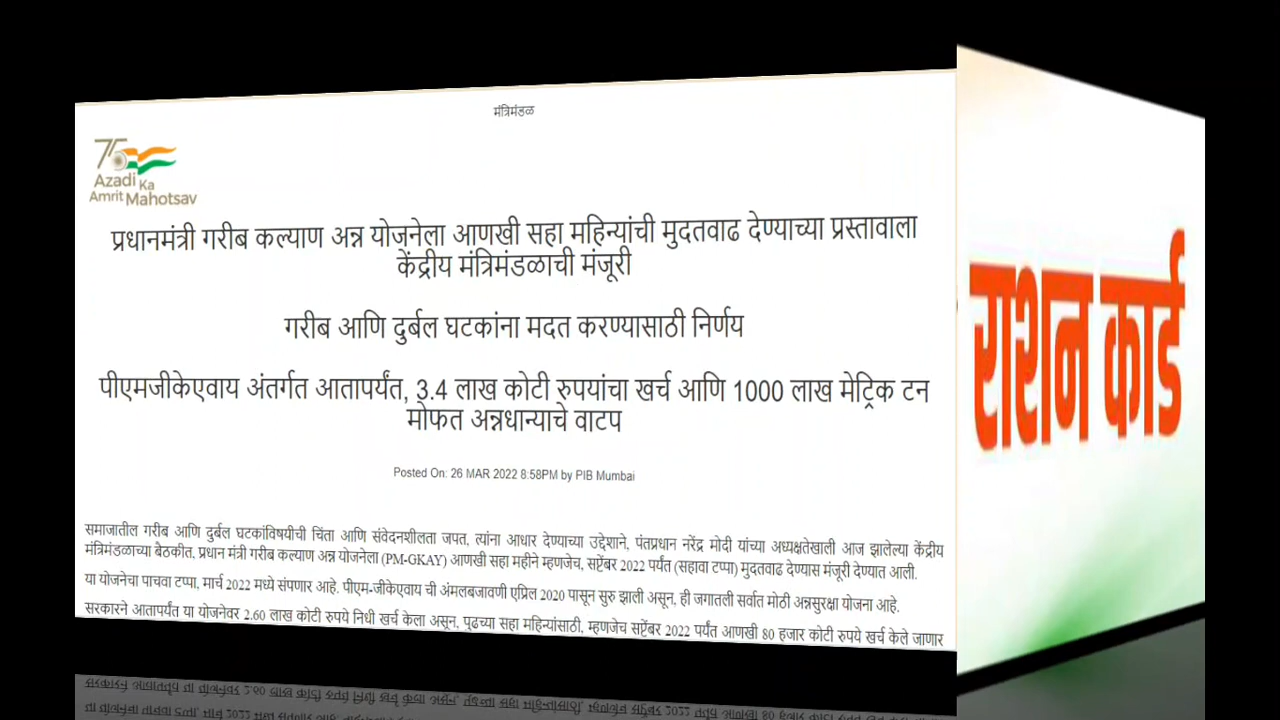 मंत्रिमंडळ
75
Azadi Ka
Amrit Mahotsav
प्रधानमंत्री गरीब कल्याण अन्न योजनेला आणखी सहा महिन्यांची मुदतवाढ देण्याच्या प्रस्तावाला
केंद्रीय मंत्रिमंडळाची मंजूरी
गरीब आणि दुर्बल घटकांना मदत करण्यासाठी निर्णय
पीएमजीकेएवाय अंतर्गत आतापर्यंत, 3.4 लाख कोटी रुपयांचा खर्च आणि 1000 लाख मेट्रिक टन
मोफत अन्नधान्याचे वाटप
Posted On: 26 MAR 2022 8:58PM by PIB Mumbai
समाजातील गरीब आणि दुर्बल घटकांविषयीची चिंता आणि संवेदनशीलता जपत, त्यांना आधार देण्याच्या उद्देशाने, पंतप्रधान नरेंद्र मोदी यांच्या अध्यक्षतेखाली आज झालेल्या केंद्रीय
मंत्रिमंडळाच्या बैठकीत, प्रधान मंत्री गरीब कल्याण अन्न योजनेला (PM-GKAY) आणखी सहा महीने म्हणजेच, सप्टेंबर 2022 पर्यंत (सहावा टप्पा) मुदतवाढ देण्यास मंजूरी देण्यात आली.
या योजनेचा पाचवा टप्पा, मार्च 2022 मध्ये संपणार आहे. पीएम-जीकेएवाय ची अंमलबजावणी एप्रिल 2020 पासून सुरु झाली असून, ही जगातली सर्वात मोठी अन्नसुरक्षा योजना आहे.
सरकारने आतापर्यंत या योजनेवर 2.60 लाख कोटी रुपये निधी खर्च केला असून, पुढच्या सहा महिन्यांसाठी, म्हणजेच सप्टेंबर 2022 पर्यंत आणखी 80 हजार कोटी रुपये खर्च केले जाणार
राशन कार्ड